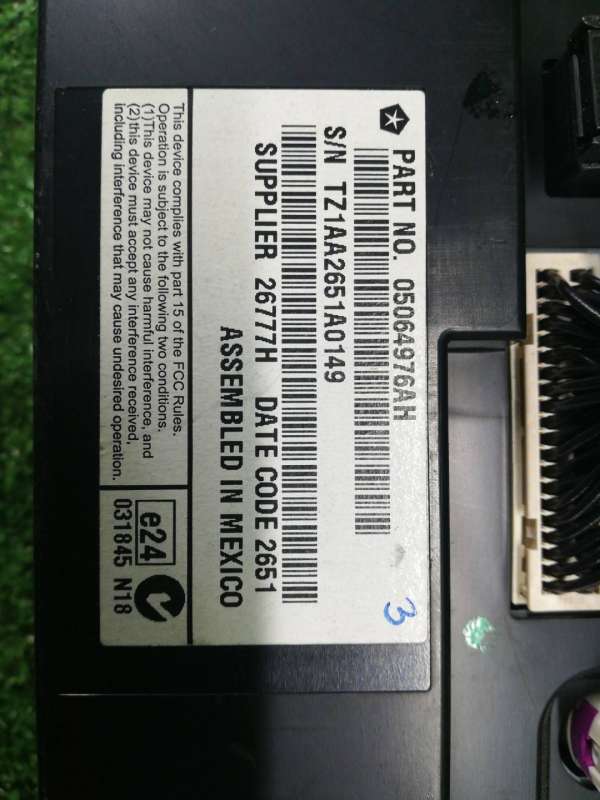 PART NO. 05064976AH
S/N TZ1AA2651A0149
SUPPLIER 26777H DATE CODE 2651
ASSEMBLED IN MEXICO
This device complies with part 15 of the FCC Rules.
Operation is subject to the following two conditions.
(1)This device may not cause harmful interference, and
(2)this device must accept any interference received,
including interference that may cause undesired operation.
e24
031845 N18
3